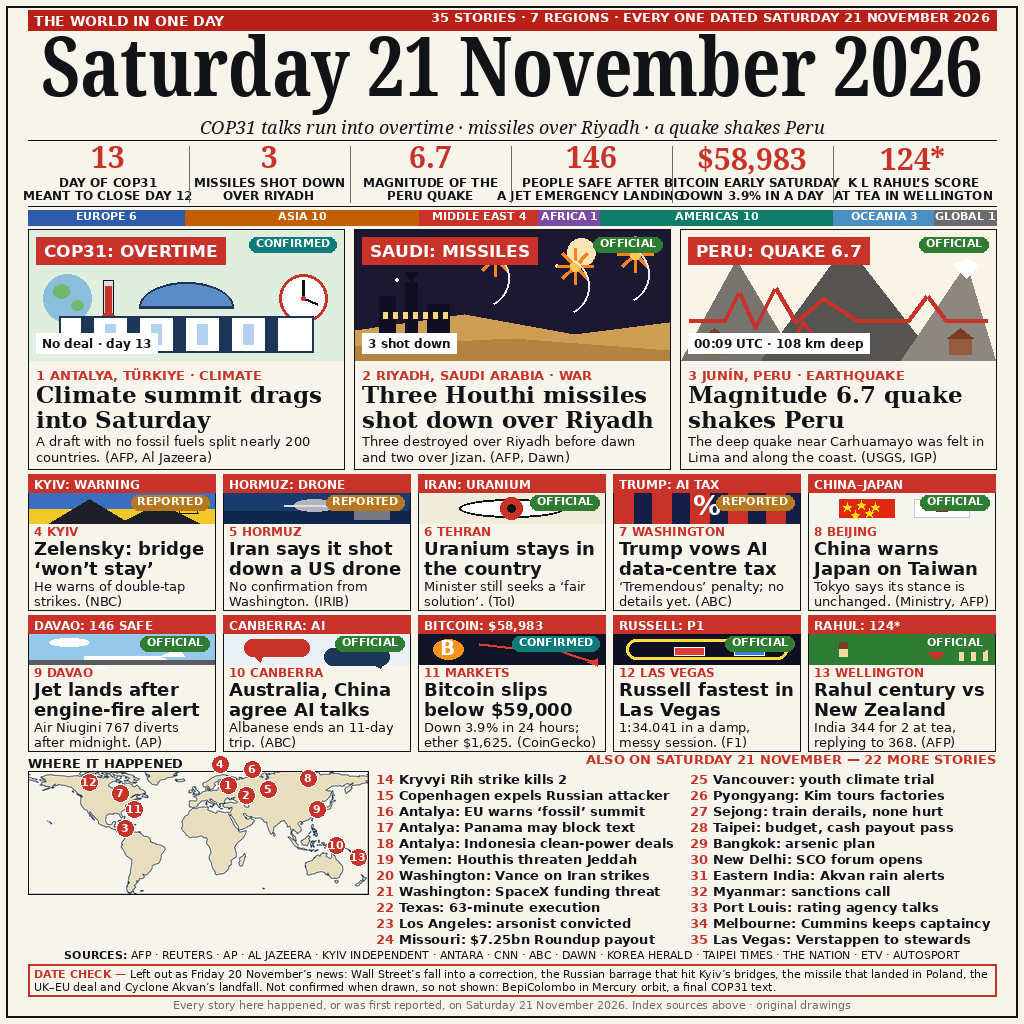 THE WORLD IN ONE DAY
35 STORIES · 7 REGIONS · EVERY ONE DATED SATURDAY 21 NOVEMBER 2026
Saturday 21 November 2026
COP31 talks run into overtime · missiles over Riyadh · a quake shakes Peru
13
DAY OF COP31
MEANT TO CLOSE DAY 12
3
MISSILES SHOT DOWN
OVER RIYADH
6.7
MAGNITUDE OF THE
PERU QUAKE
146
PEOPLE SAFE AFTER
A JET EMERGENCY LANDING
$58,983
BITCOIN EARLY SATURDAY
DOWN 3.9% IN A DAY
124*
K L RAHUL’S SCORE
AT TEA IN WELLINGTON
EUROPE 6
ASIA 10
MIDDLE EAST 4
AFRICA 1
AMERICAS 10
OCEANIA 3
GLOBAL 1
COP31: OVERTIME
CONFIRMED
No deal · day 13
1 ANTALYA, TÜRKIYE · CLIMATE
Climate summit drags
into Saturday
A draft with no fossil fuels split nearly 200
countries. (AFP, Al Jazeera)
SAUDI: MISSILES
OFFICIAL
3 shot down
2 RIYADH, SAUDI ARABIA · WAR
Three Houthi missiles
shot down over Riyadh
Three destroyed over Riyadh before dawn
and two over Jizan. (AFP, Dawn)
PERU: QUAKE 6.7
OFFICIAL
00:09 UTC · 108 km deep
3 JUNÍN, PERU · EARTHQUAKE
Magnitude 6.7 quake
shakes Peru
The deep quake near Carhuamayo was felt in
Lima and along the coast. (USGS, IGP)
KYIV: WARNING
REPORTED
4 KYIV
Zelensky: bridge
‘won’t stay’
He warns of double-tap
strikes. (NBC)
HORMUZ: DRONE
REPORTED
5 HORMUZ
Iran says it shot
down a US drone
No confirmation from
Washington. (IRIB)
IRAN: URANIUM
OFFICIAL
6 TEHRAN
Uranium stays in
the country
Minister still seeks a ‘fair
solution’. (ToI)
TRUMP: AI TAX
%
REPORTED
7 WASHINGTON
Trump vows AI
data-centre tax
‘Tremendous’ penalty; no
details yet. (ABC)
CHINA–JAPAN
OFFICIAL
8 BEIJING
China warns
Japan on Taiwan
Tokyo says its stance is
unchanged. (Ministry, AFP)
DAVAO: 146 SAFE
OFFICIAL
9 DAVAO
Jet lands after
engine-fire alert
Air Niugini 767 diverts
after midnight. (AP)
CANBERRA: AI
OFFICIAL
10 CANBERRA
Australia, China
agree AI talks
Albanese ends an 11-day
trip. (ABC)
BITCOIN: $58,983
B
CONFIRMED
11 MARKETS
Bitcoin slips
below $59,000
Down 3.9% in 24 hours;
ether $1,625. (CoinGecko)
RUSSELL: P1
OFFICIAL
12 LAS VEGAS
Russell fastest in
Las Vegas
1:34.041 in a damp,
messy session. (F1)
RAHUL: 124*
OFFICIAL
13 WELLINGTON
Rahul century vs
New Zealand
India 344 for 2 at tea,
replying to 368. (AFP)
WHERE IT HAPPENED
4
6
8
12
1
5
7
2
11
9
3
10
13
ALSO ON SATURDAY 21 NOVEMBER — 22 MORE STORIES
14 Kryvyi Rih strike kills 2
15 Copenhagen expels Russian attacker
16 Antalya: EU warns ‘fossil’ summit
17 Antalya: Panama may block text
18 Antalya: Indonesia clean-power deals
19 Yemen: Houthis threaten Jeddah
20 Washington: Vance on Iran strikes
21 Washington: SpaceX funding threat
22 Texas: 63-minute execution
23 Los Angeles: arsonist convicted
24 Missouri: $7.25bn Roundup payout
25 Vancouver: youth climate trial
26 Pyongyang: Kim tours factories
27 Sejong: train derails, none hurt
28 Taipei: budget, cash payout pass
29 Bangkok: arsenic plan
30 New Delhi: SCO forum opens
31 Eastern India: Akvan rain alerts
32 Myanmar: sanctions call
33 Port Louis: rating agency talks
34 Melbourne: Cummins keeps captaincy
35 Las Vegas: Verstappen to stewards
SOURCES: AFP · REUTERS · AP · AL JAZEERA · KYIV INDEPENDENT · ANTARA · CNN · ABC · DAWN · KOREA HERALD · TAIPEI TIMES · THE NATION · ETV · AUTOSPORT
DATE CHECK — Left out as Friday 20 November’s news: Wall Street’s fall into a correction, the Russian barrage that hit Kyiv’s bridges, the missile that landed in Poland, the
UK–EU deal and Cyclone Akvan’s landfall. Not confirmed when drawn, so not shown: BepiColombo in Mercury orbit, a final COP31 text.
Every story here happened, or was first reported, on Saturday 21 November 2026. Index sources above · original drawings